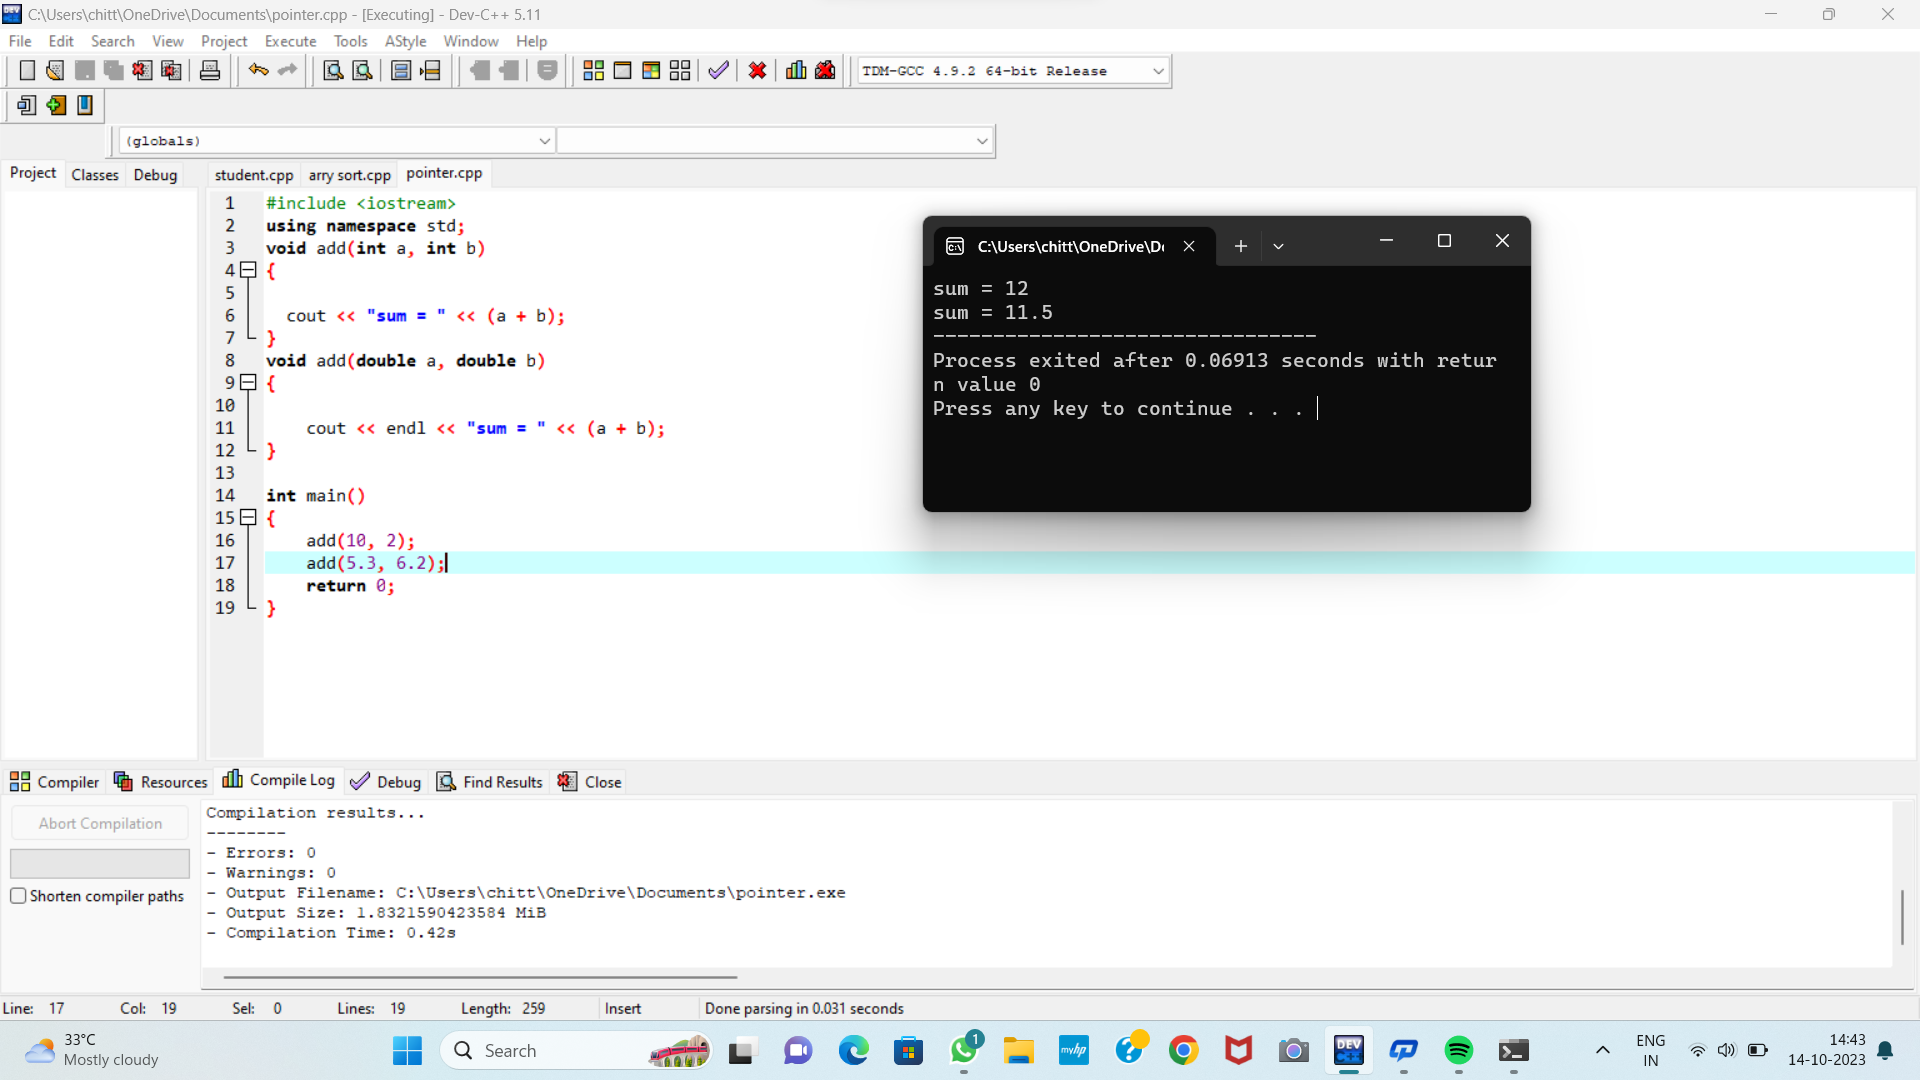 C:\Users\chitt\OneDrive\Documents\pointer.cpp - [Executing] - Dev-C++ 5.11
File Edit Search View Project Execute Tools AStyle Window Help
TDM-GCC 4.9.2 64-bit Release
(globals)
Project Classes Debug
student.cpp arry sort.cpp pointer.cpp
1 #include <iostream>
2 using namespace std;
3 void add(int a, int b)
4 {
5
6 cout << "sum = " << (a + b);
7 }
8 void add(double a, double b)
9 {
10
11 cout << endl << "sum = " << (a + b);
12 }
13
14 int main()
15 {
16 add(10, 2);
17 add(5.3, 6.2);
18 return 0;
19 }
C:\Users\chitt\OneDrive\D
sum = 12
sum = 11.5
--------------------------------
Process exited after 0.06913 seconds with retur
n value 0
Press any key to continue . . .
Compiler Resources Compile Log Debug Find Results Close
Abort Compilation
Shorten compiler paths
Compilation results...
--------
- Errors: 0
- Warnings: 0
- Output Filename: C:\Users\chitt\OneDrive\Documents\pointer.exe
- Output Size: 1.8321590423584 MiB
- Compilation Time: 0.42s
Line: 17 Col: 19 Sel: 0 Lines: 19 Length: 259 Insert Done parsing in 0.031 seconds
33°C
Mostly cloudy
Search
1
myhp
DEV
C++
ENG
IN
14:43
14-10-2023